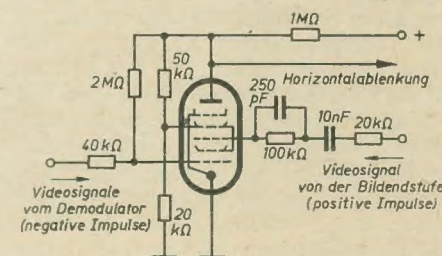 1MΩ
+
50
kΩ
2MΩ
Horizontalablenkung
250
pF
10nF
20kΩ
40kΩ
100kΩ
Videosignale
vom Demodulator
(negative Impulse)
20
kΩ
Videosignal
von der Bildendstufe
(positive Impulse)